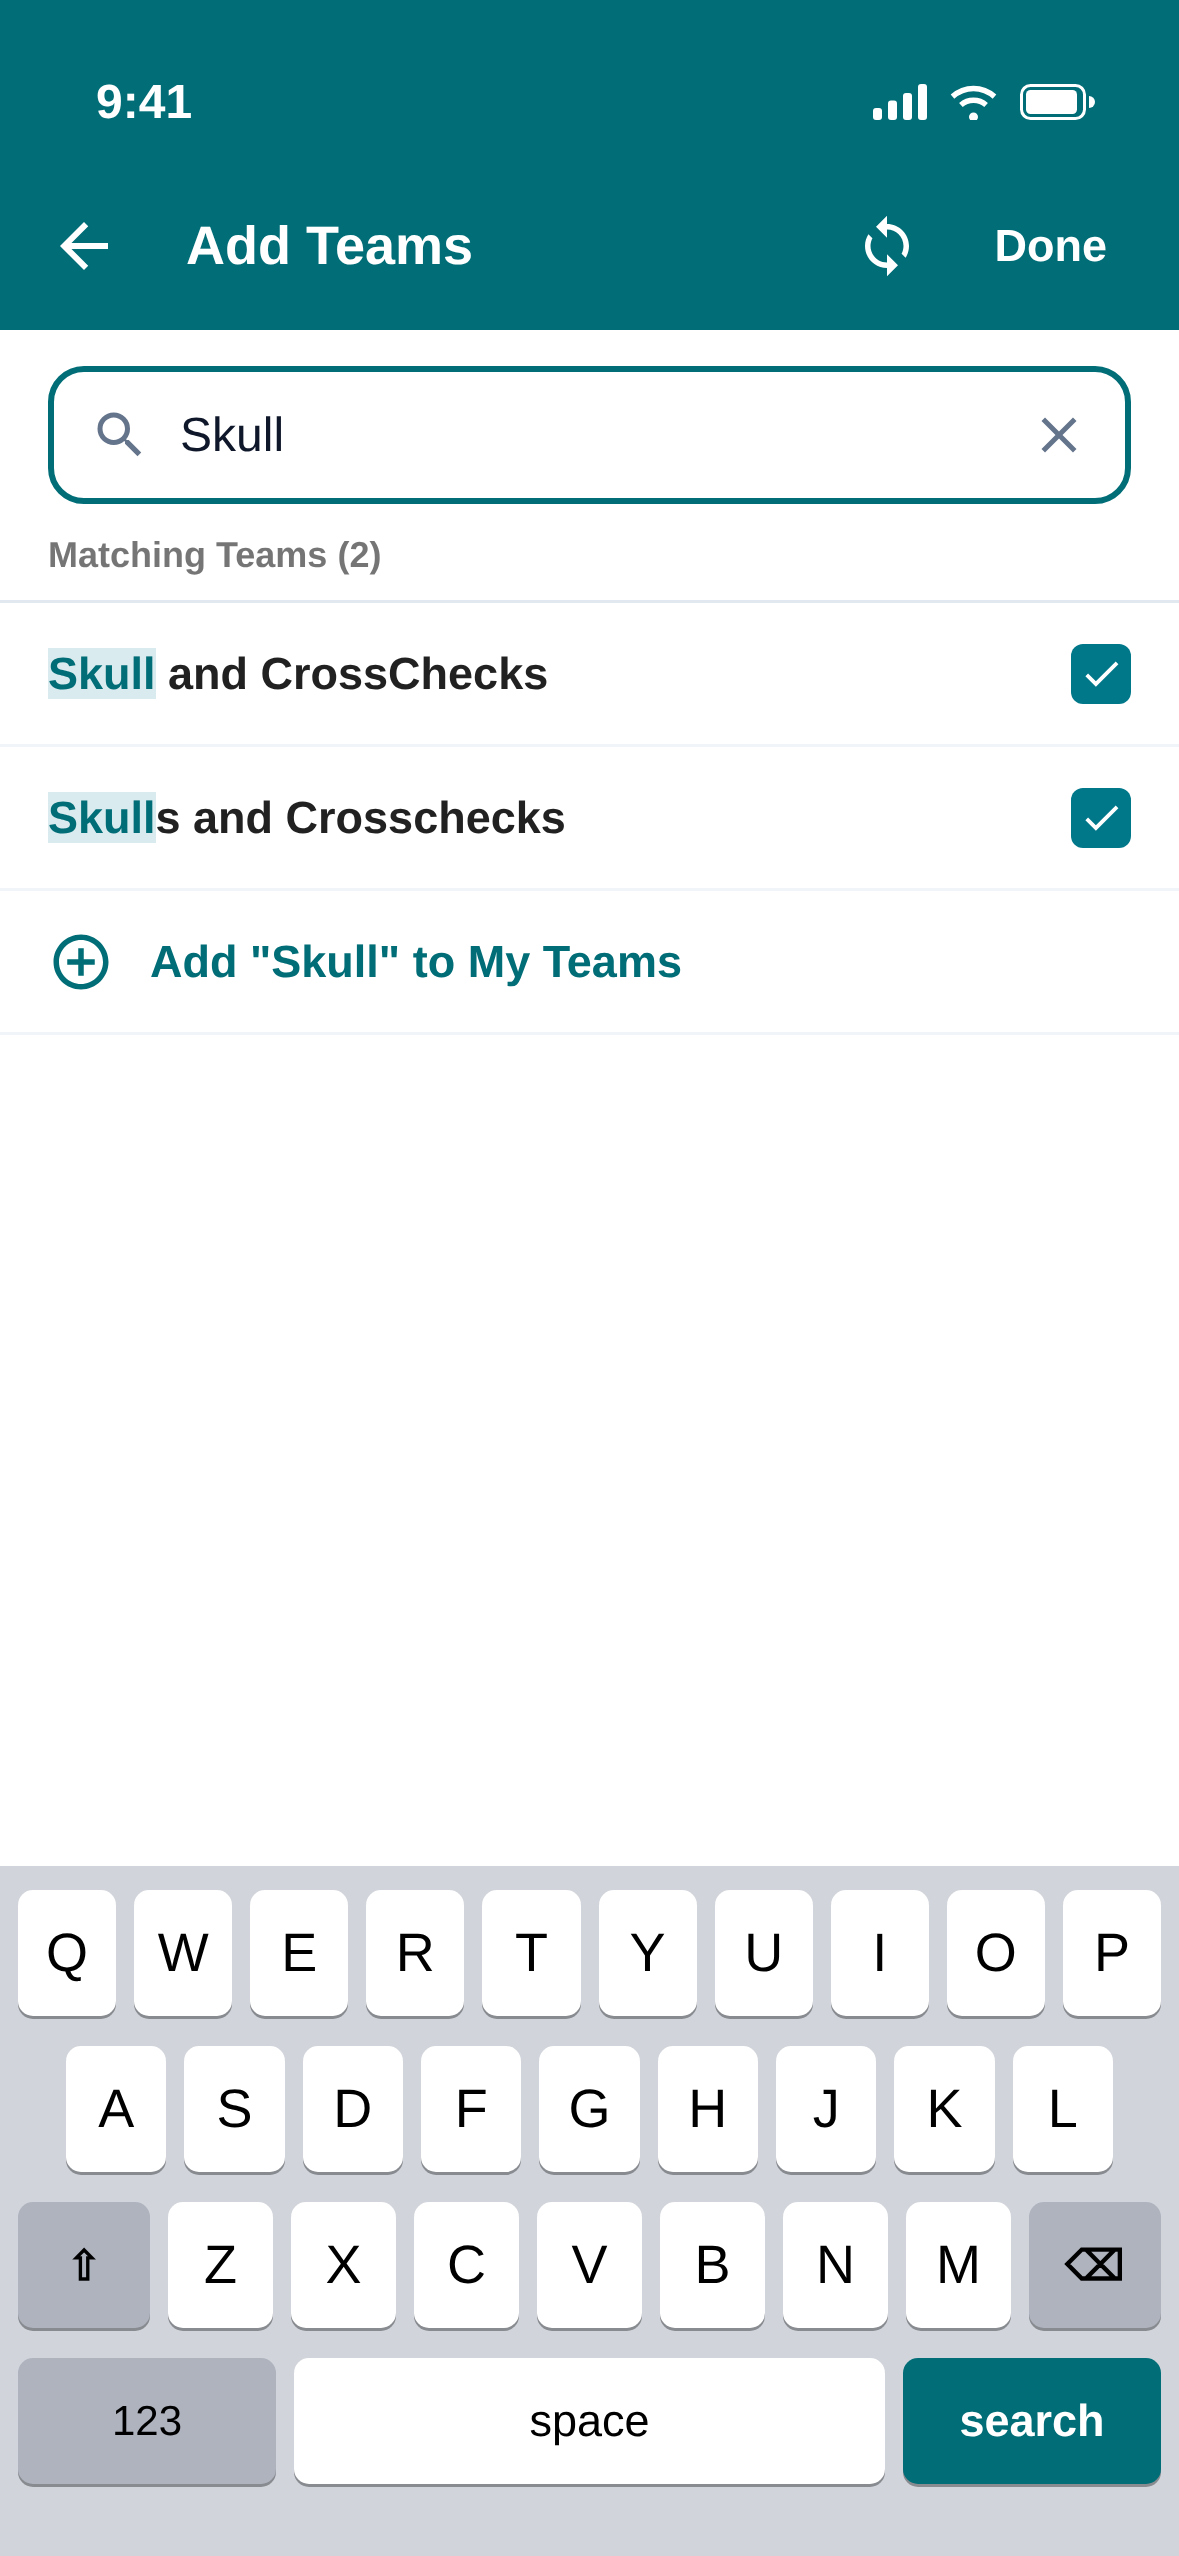 9:41
Add Teams Done
Skull
Matching Teams (2)
Skull and CrossChecks
Skulls and Crosschecks
Add "Skull" to My Teams
Q W E R T Y U I O P
A S D F G H J K L
⇧ Z X C V B N M ⌫
123 space search